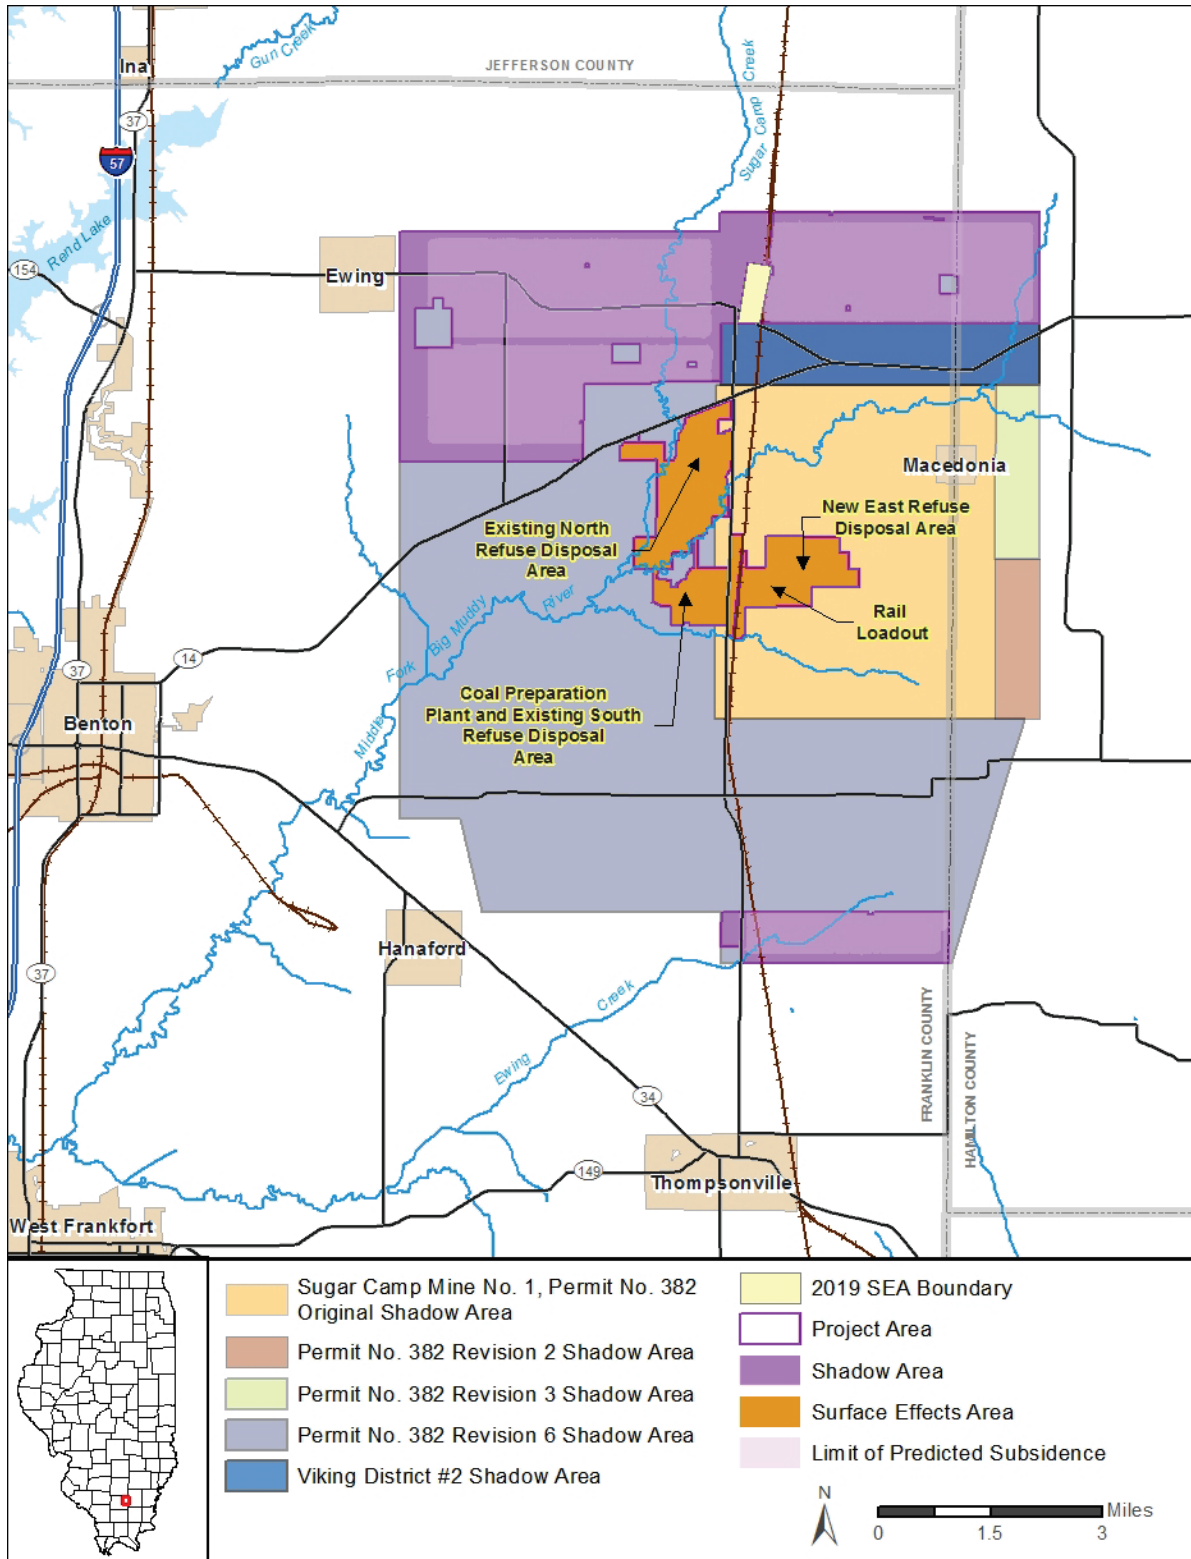 Gun Creek
JEFFERSON COUNTY
Ina
37
57
Sugar Camp Creek
Rend Lake
154
Ewing
Macedonia
New East Refuse
Disposal Area
Existing North
Refuse Disposal
Area
Rail
Loadout
Middle Fork Big Muddy River
14
37
Benton
Coal Preparation
Plant and Existing South
Refuse Disposal
Area
Hanaford
37
Creek
Ewing
FRANKLIN COUNTY
HAMILTON COUNTY
34
149
Thompsonville
West Frankfort
Sugar Camp Mine No. 1, Permit No. 382
Original Shadow Area
Permit No. 382 Revision 2 Shadow Area
Permit No. 382 Revision 3 Shadow Area
Permit No. 382 Revision 6 Shadow Area
Viking District #2 Shadow Area
2019 SEA Boundary
Project Area
Shadow Area
Surface Effects Area
Limit of Predicted Subsidence
N
Miles
0 1.5 3